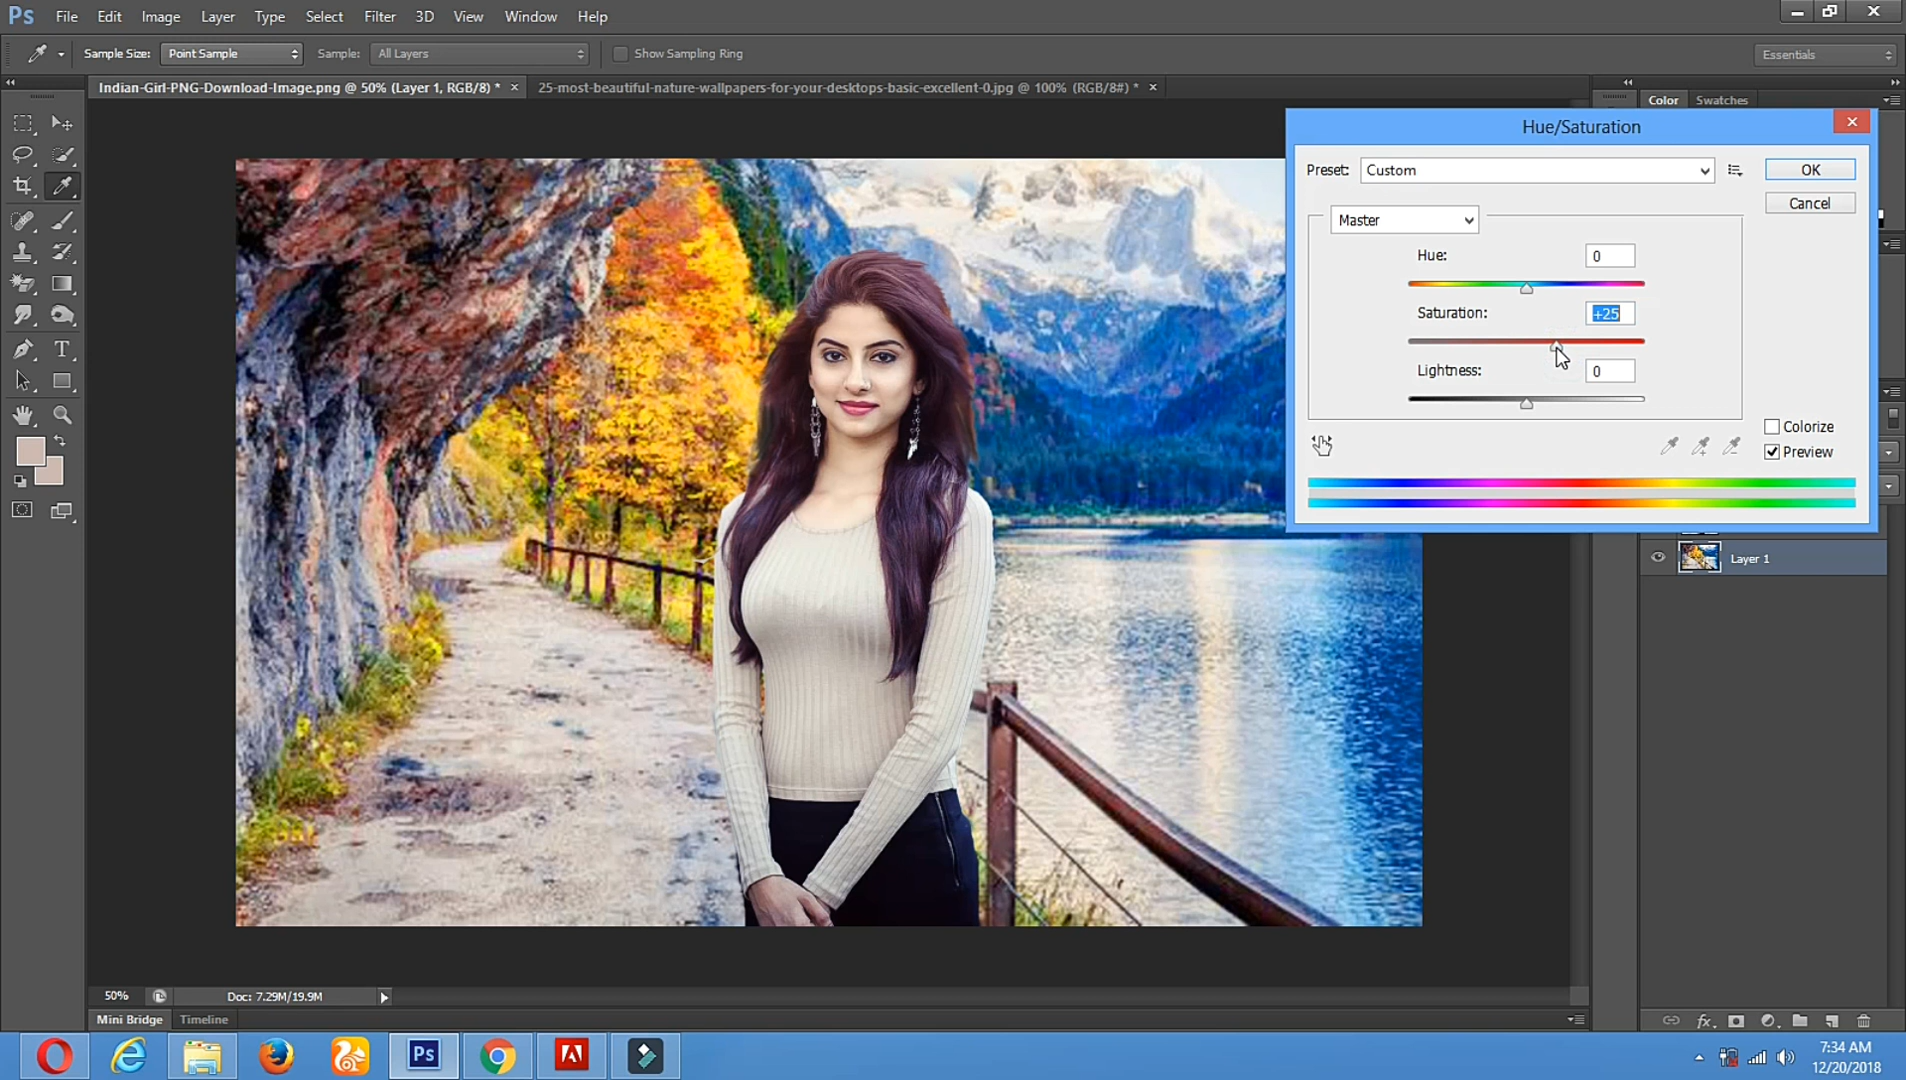 Ps File Edit Image Layer Type Select Filter 3D View Window Help
Sample Size: Point Sample Sample: All Layers Show Sampling Ring Essentials
Indian-Girl-PNG-Download-Image.png @ 50% (Layer 1, RGB/8) * × 25-most-beautiful-nature-wallpapers-for-your-desktops-basic-excellent-0.jpg @ 100% (RGB/8#) * ×
Color Swatches
Hue/Saturation
Preset: Custom OK
Cancel
Master
Hue: 0
Saturation: +25
Lightness: 0
Colorize
Preview
Layer 1
50% Doc: 7.29M/19.9M
Mini Bridge Timeline
fx
Ps
7:34 AM
12/20/2018